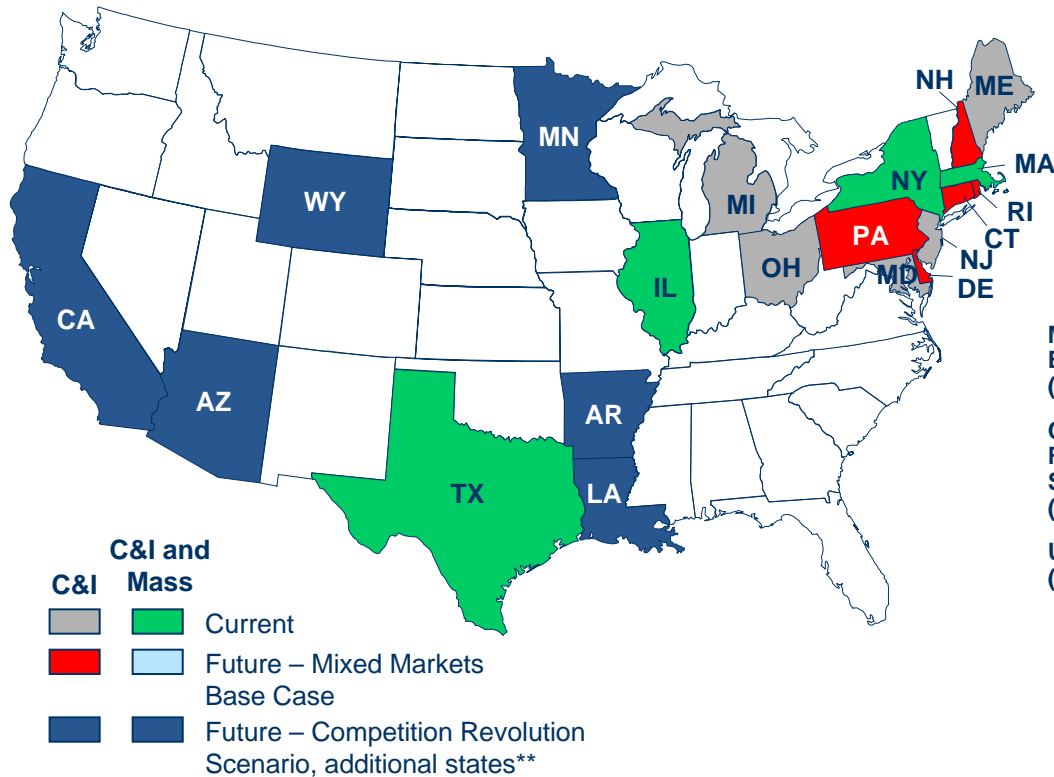 NH
ME
MN
MA
WY
NY
MI
RI
PA
CT
OH
NJ
MD
IL
DE
CA
AZ
AR
TX
LA
M
E
(
S
(
(
C&I and
C&I
Mass
Current
Future – Mixed Markets
Base Case
Future – Competition Revolution
Scenario, additional states**